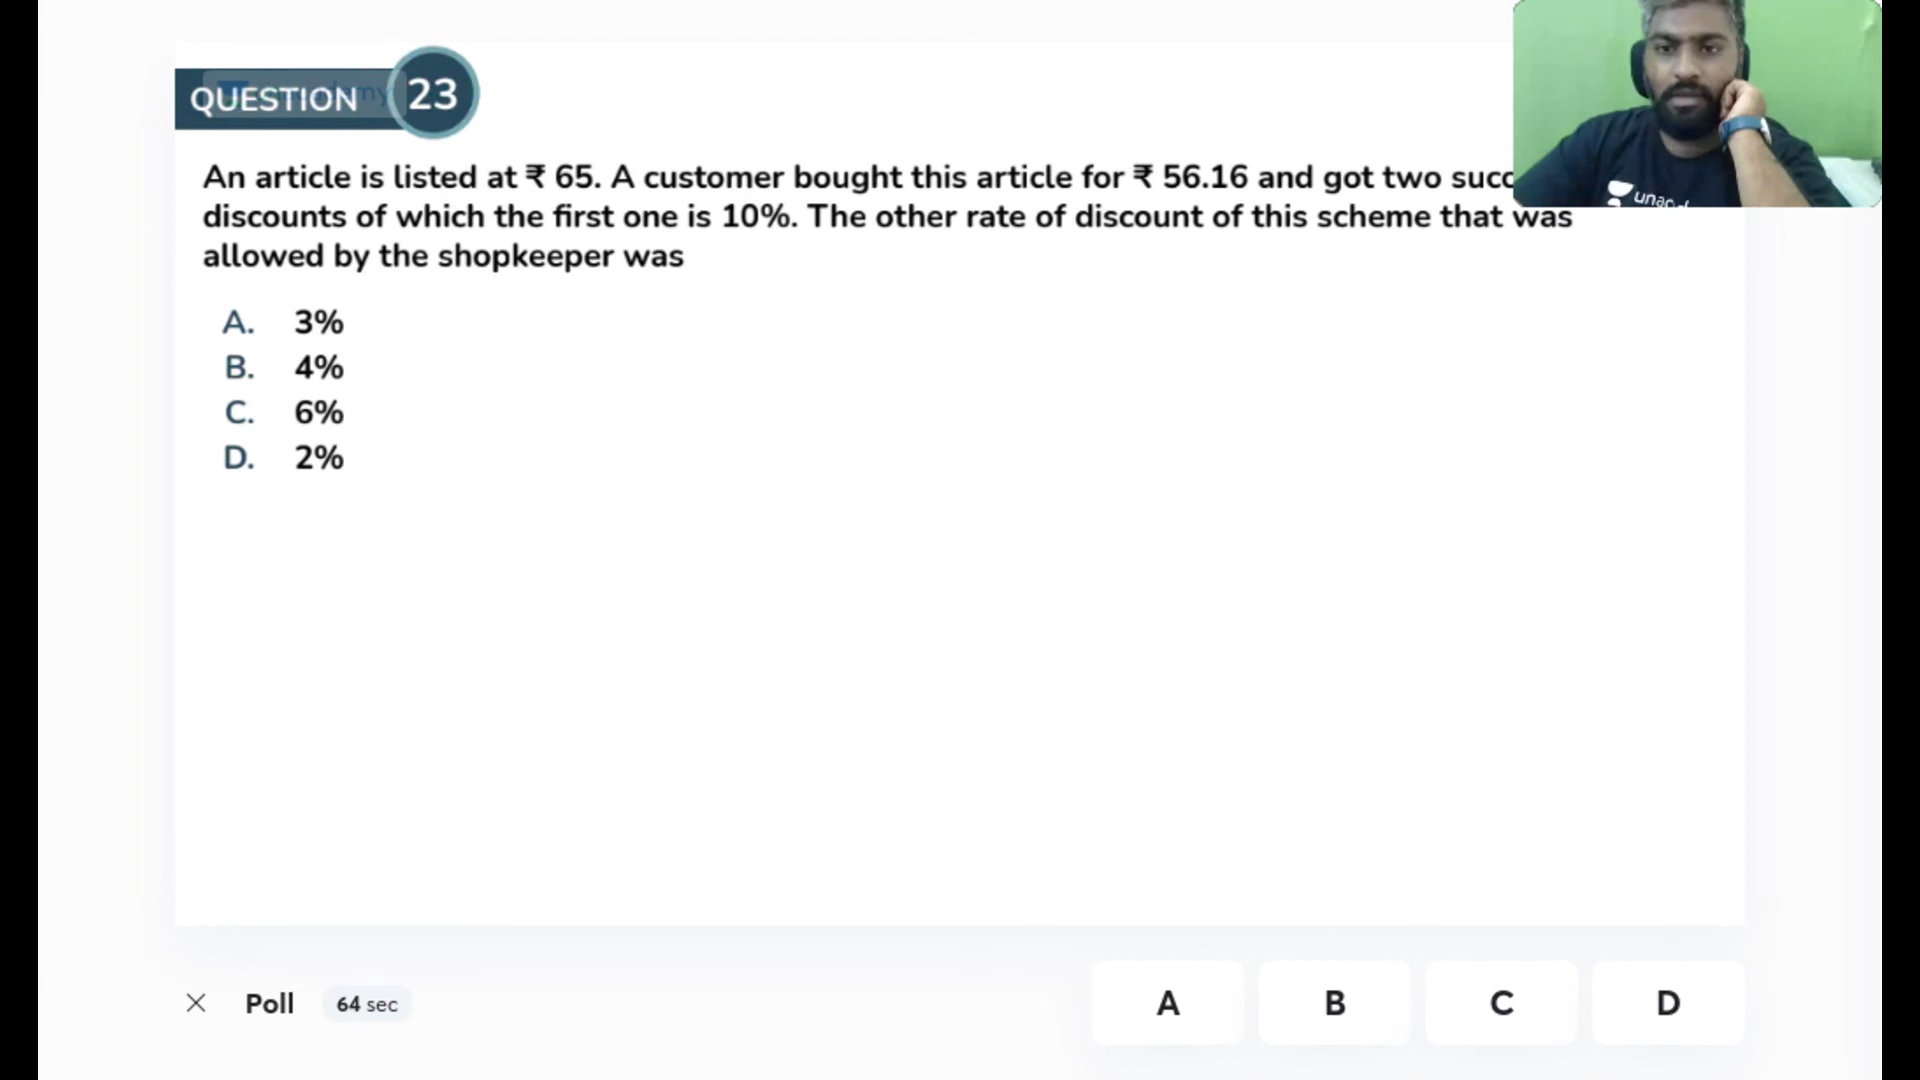 QUESTION 23
An article is listed at ₹ 65. A customer bought this article for ₹ 56.16 and got two
discounts of which the first one is 10%. The other rate of discount of this scheme that was
allowed by the shopkeeper was
A. 3%
B. 4%
C. 6%
D. 2%
Poll 64 sec A B C D